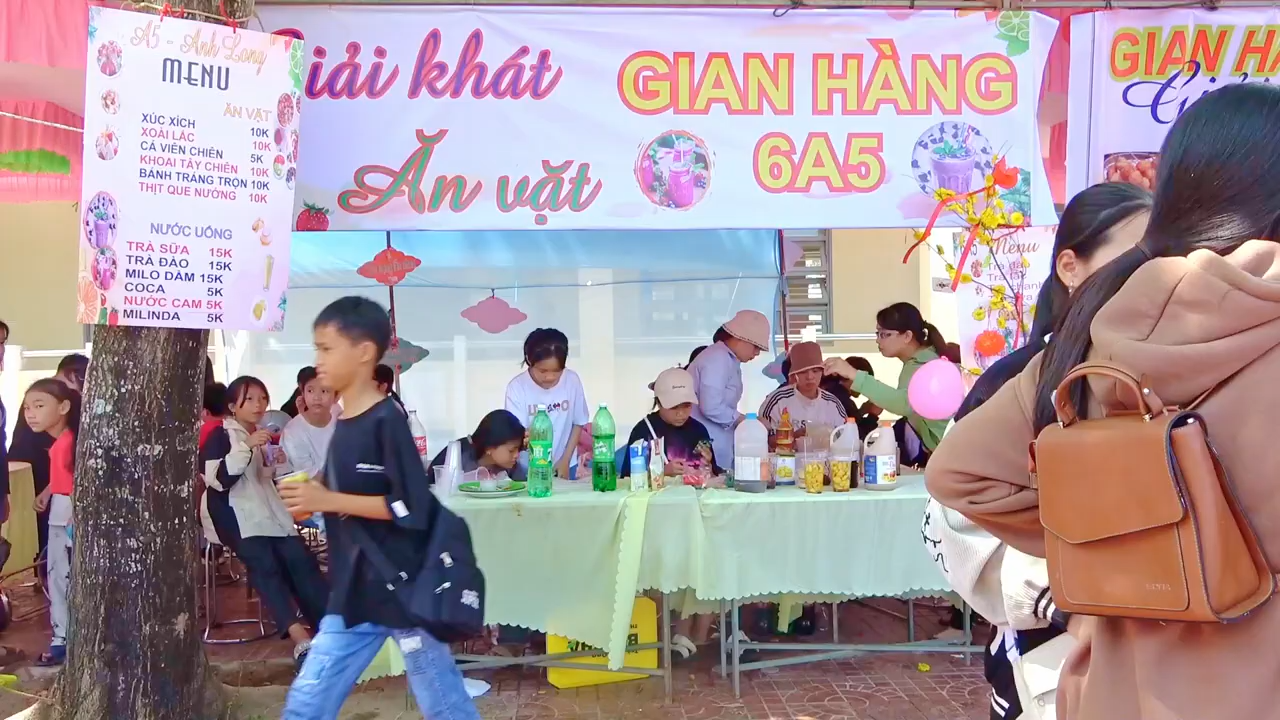 A5 - Anh Long
MENU
ĂN VẶT
XÚC XÍCH 10K
XOÀI LẮC 10K
CÁ VIÊN CHIÊN 5K
KHOAI TÂY CHIÊN 10K
BÁNH TRÁNG TRỘN 10K
THỊT QUE NƯỚNG 10K
NƯỚC UỐNG
TRÀ SỮA 15K
TRÀ ĐÀO 15K
MILO DẦM 15K
COCA 5K
NƯỚC CAM 5K
MILINDA 5K
Giải khát
Ăn vặt
GIAN HÀNG
6A5
GIAN
Menu